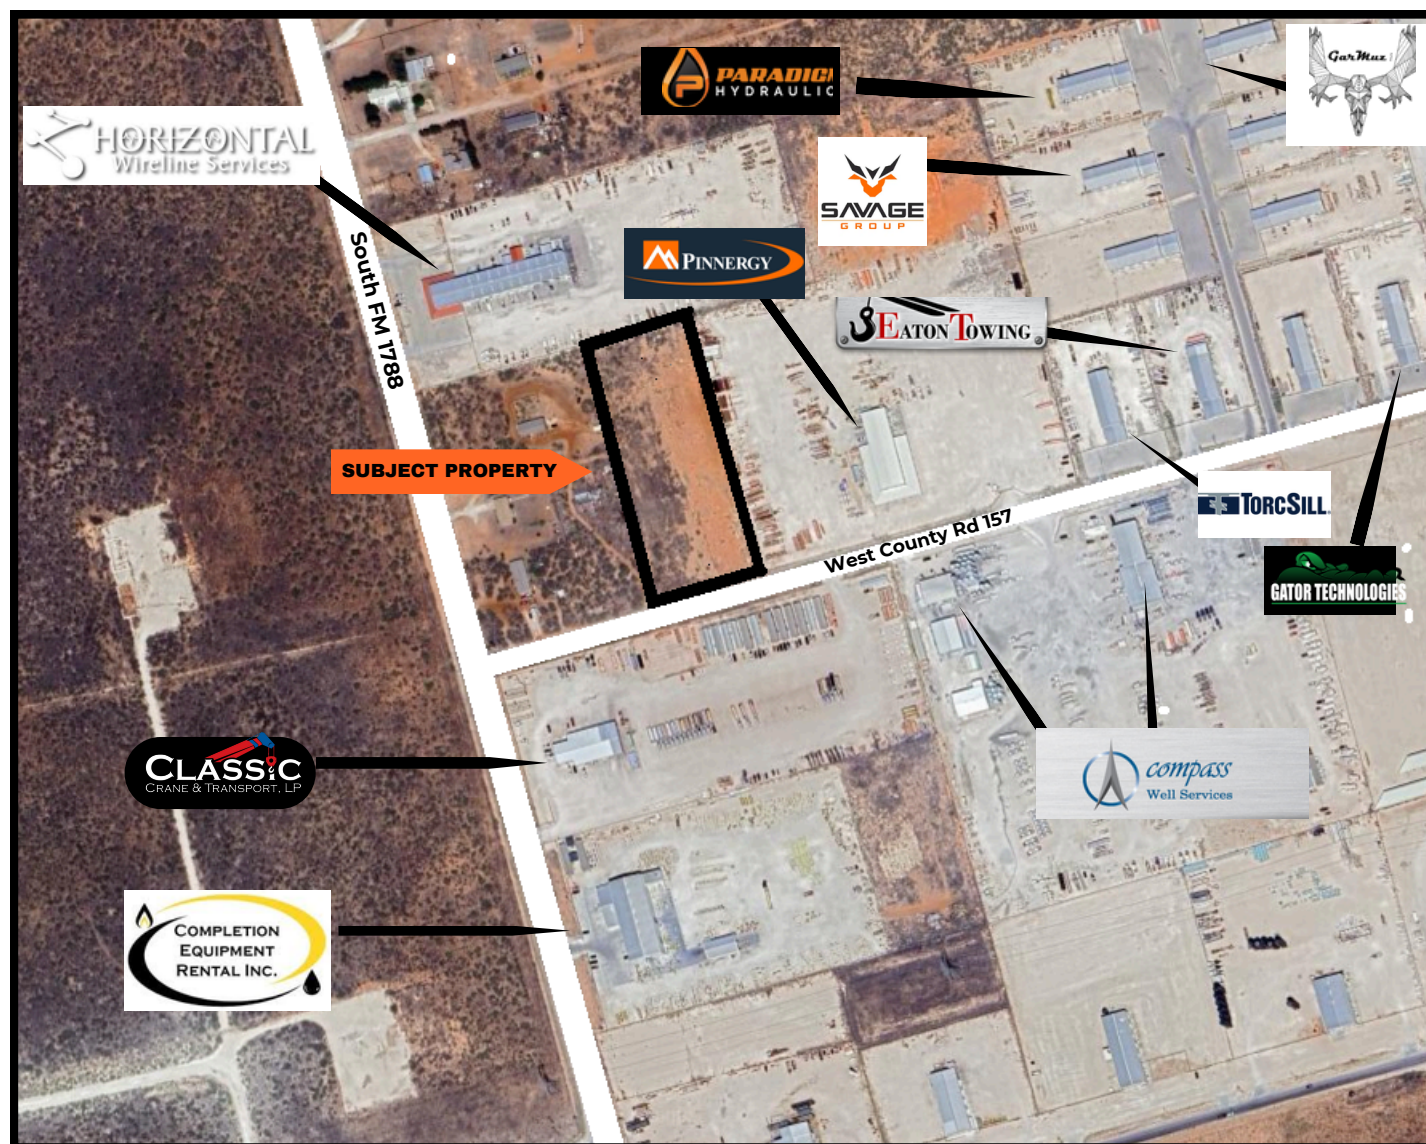 GarMuz
PARADIGM
HYDRAULIC
HORIZONTAL
Wireline Services
SAVAGE
GROUP
PINNERGY
South FM 1788
EATON TOWING
SUBJECT PROPERTY
TORCSILL
West County Rd 157
GATOR TECHNOLOGIES
CLASSIC
CRANE & TRANSPORT, LP
compass
Well Services
COMPLETION
EQUIPMENT
RENTAL INC.